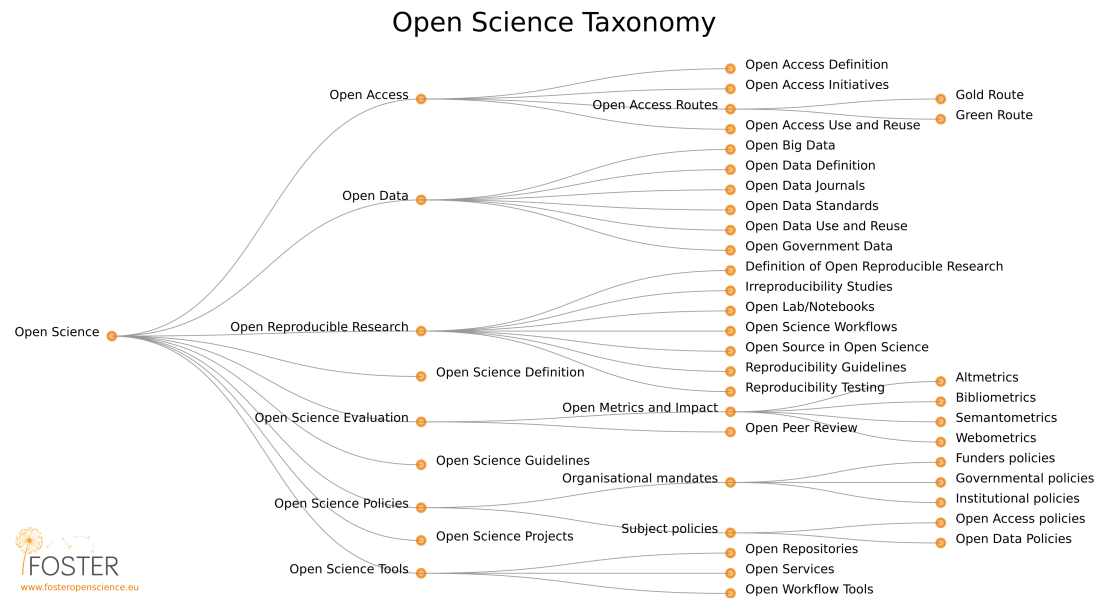 Open Science Taxonomy
Open Science
Open Access
Open Access Definition
Open Access Initiatives
Open Access Routes
Gold Route
Green Route
Open Access Use and Reuse
Open Data
Open Big Data
Open Data Definition
Open Data Journals
Open Data Standards
Open Data Use and Reuse
Open Government Data
Open Reproducible Research
Definition of Open Reproducible Research
Irreproducibility Studies
Open Lab/Notebooks
Open Science Workflows
Open Source in Open Science
Reproducibility Guidelines
Reproducibility Testing
Open Science Definition
Open Science Evaluation
Open Metrics and Impact
Altmetrics
Bibliometrics
Semantometrics
Webometrics
Open Peer Review
Open Science Guidelines
Open Science Policies
Organisational mandates
Funders policies
Governmental policies
Institutional policies
Subject policies
Open Access policies
Open Data Policies
Open Science Projects
Open Science Tools
Open Repositories
Open Services
Open Workflow Tools
FOSTER
www.fosteropenscience.eu